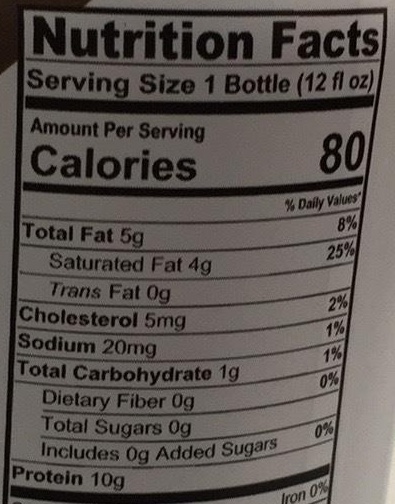 Nutrition Facts
Serving Size 1 Bottle (12 fl oz)
Amount Per Serving
Calories 80
% Daily Values*
Total Fat 5g 8%
Saturated Fat 4g 25%
Trans Fat 0g
Cholesterol 5mg 2%
Sodium 20mg 1%
Total Carbohydrate 1g 1%
Dietary Fiber 0g 0%
Total Sugars 0g
Includes 0g Added Sugars 0%
Protein 10g
Iron 0%